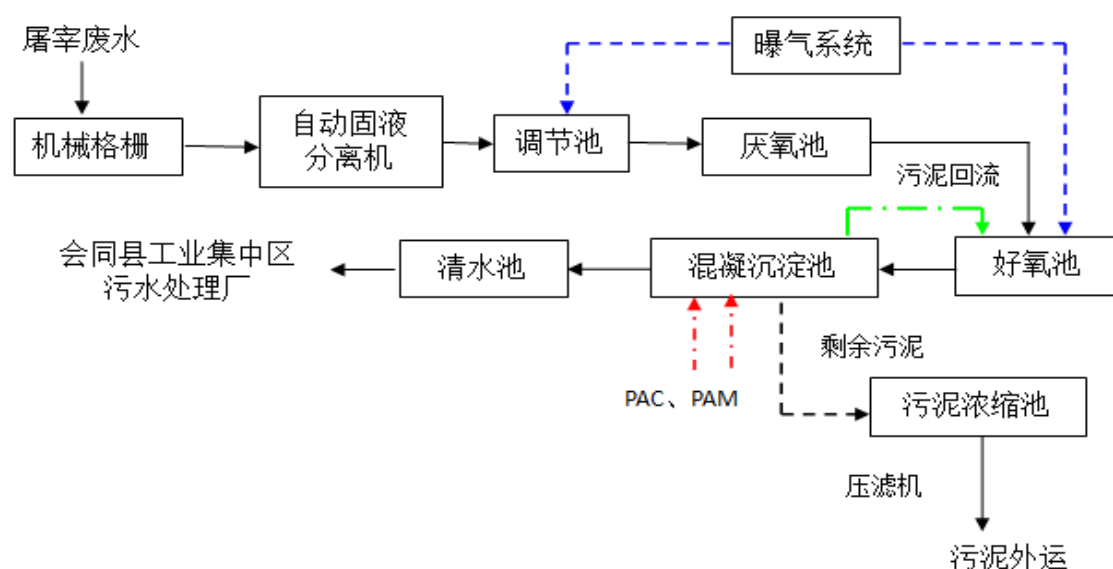 屠宰废水
曝气系统
机械格栅
自动固液
分离机
调节池
厌氧池
污泥回流
会同县工业集中区
污水处理厂
清水池
混凝沉淀池
好氧池
剩余污泥
PAC、PAM
污泥浓缩池
压滤机
污泥外运